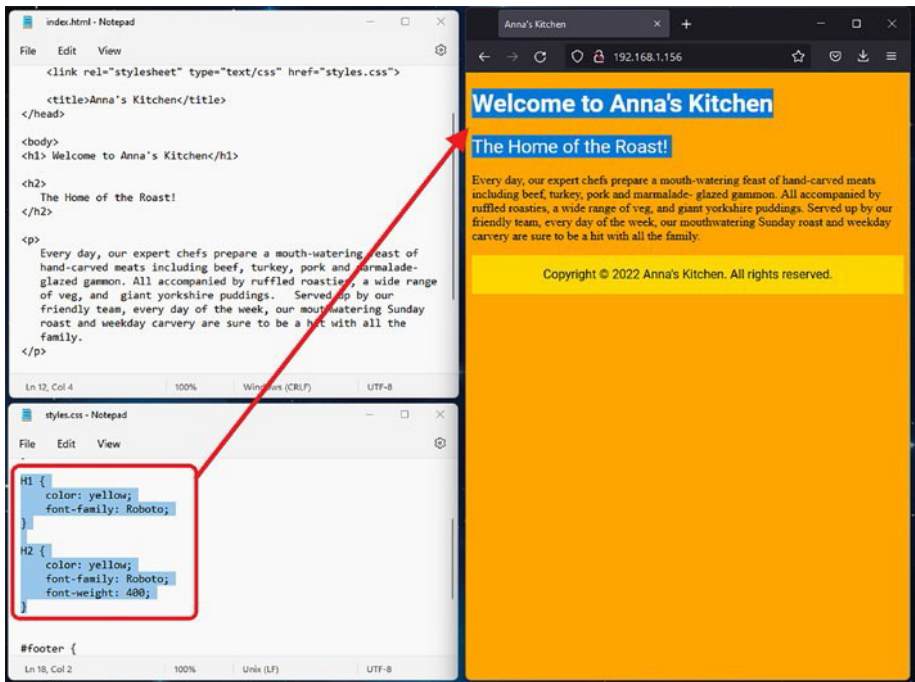 index.html - Notepad
File Edit View
<link rel="stylesheet" type="text/css" href="styles.css">
<title>Anna's Kitchen</title>
</head>
<body>
<h1> Welcome to Anna's Kitchen</h1>
<h2>
The Home of the Roast!
</h2>
<p>
Every day, our expert chefs prepare a mouth-watering feast of
hand-carved meats including beef, turkey, pork and marmalade-
glazed gammon. All accompanied by ruffled roasties, a wide range
of veg, and giant yorkshire puddings. Served up by our
friendly team, every day of the week, our mouthwatering Sunday
roast and weekday carvery are sure to be a hit with all the
family.
</p>
Ln 12, Col 4 100% Windows (CRLF) UTF-8
styles.css - Notepad
File Edit View
H1 {
color: yellow;
font-family: Roboto;
}
H2 {
color: yellow;
font-family: Roboto;
font-weight: 400;
}
#footer {
Ln 18, Col 2 100% Unix (LF) UTF-8
Anna's Kitchen
192.168.1.156
Welcome to Anna's Kitchen
The Home of the Roast!
Every day, our expert chefs prepare a mouth-watering feast of hand-carved meats
including beef, turkey, pork and marmalade- glazed gammon. All accompanied by
ruffled roasties, a wide range of veg, and giant yorkshire puddings. Served up by our
friendly team, every day of the week, our mouthwatering Sunday roast and weekday
carvery are sure to be a hit with all the family.
Copyright © 2022 Anna's Kitchen. All rights reserved.